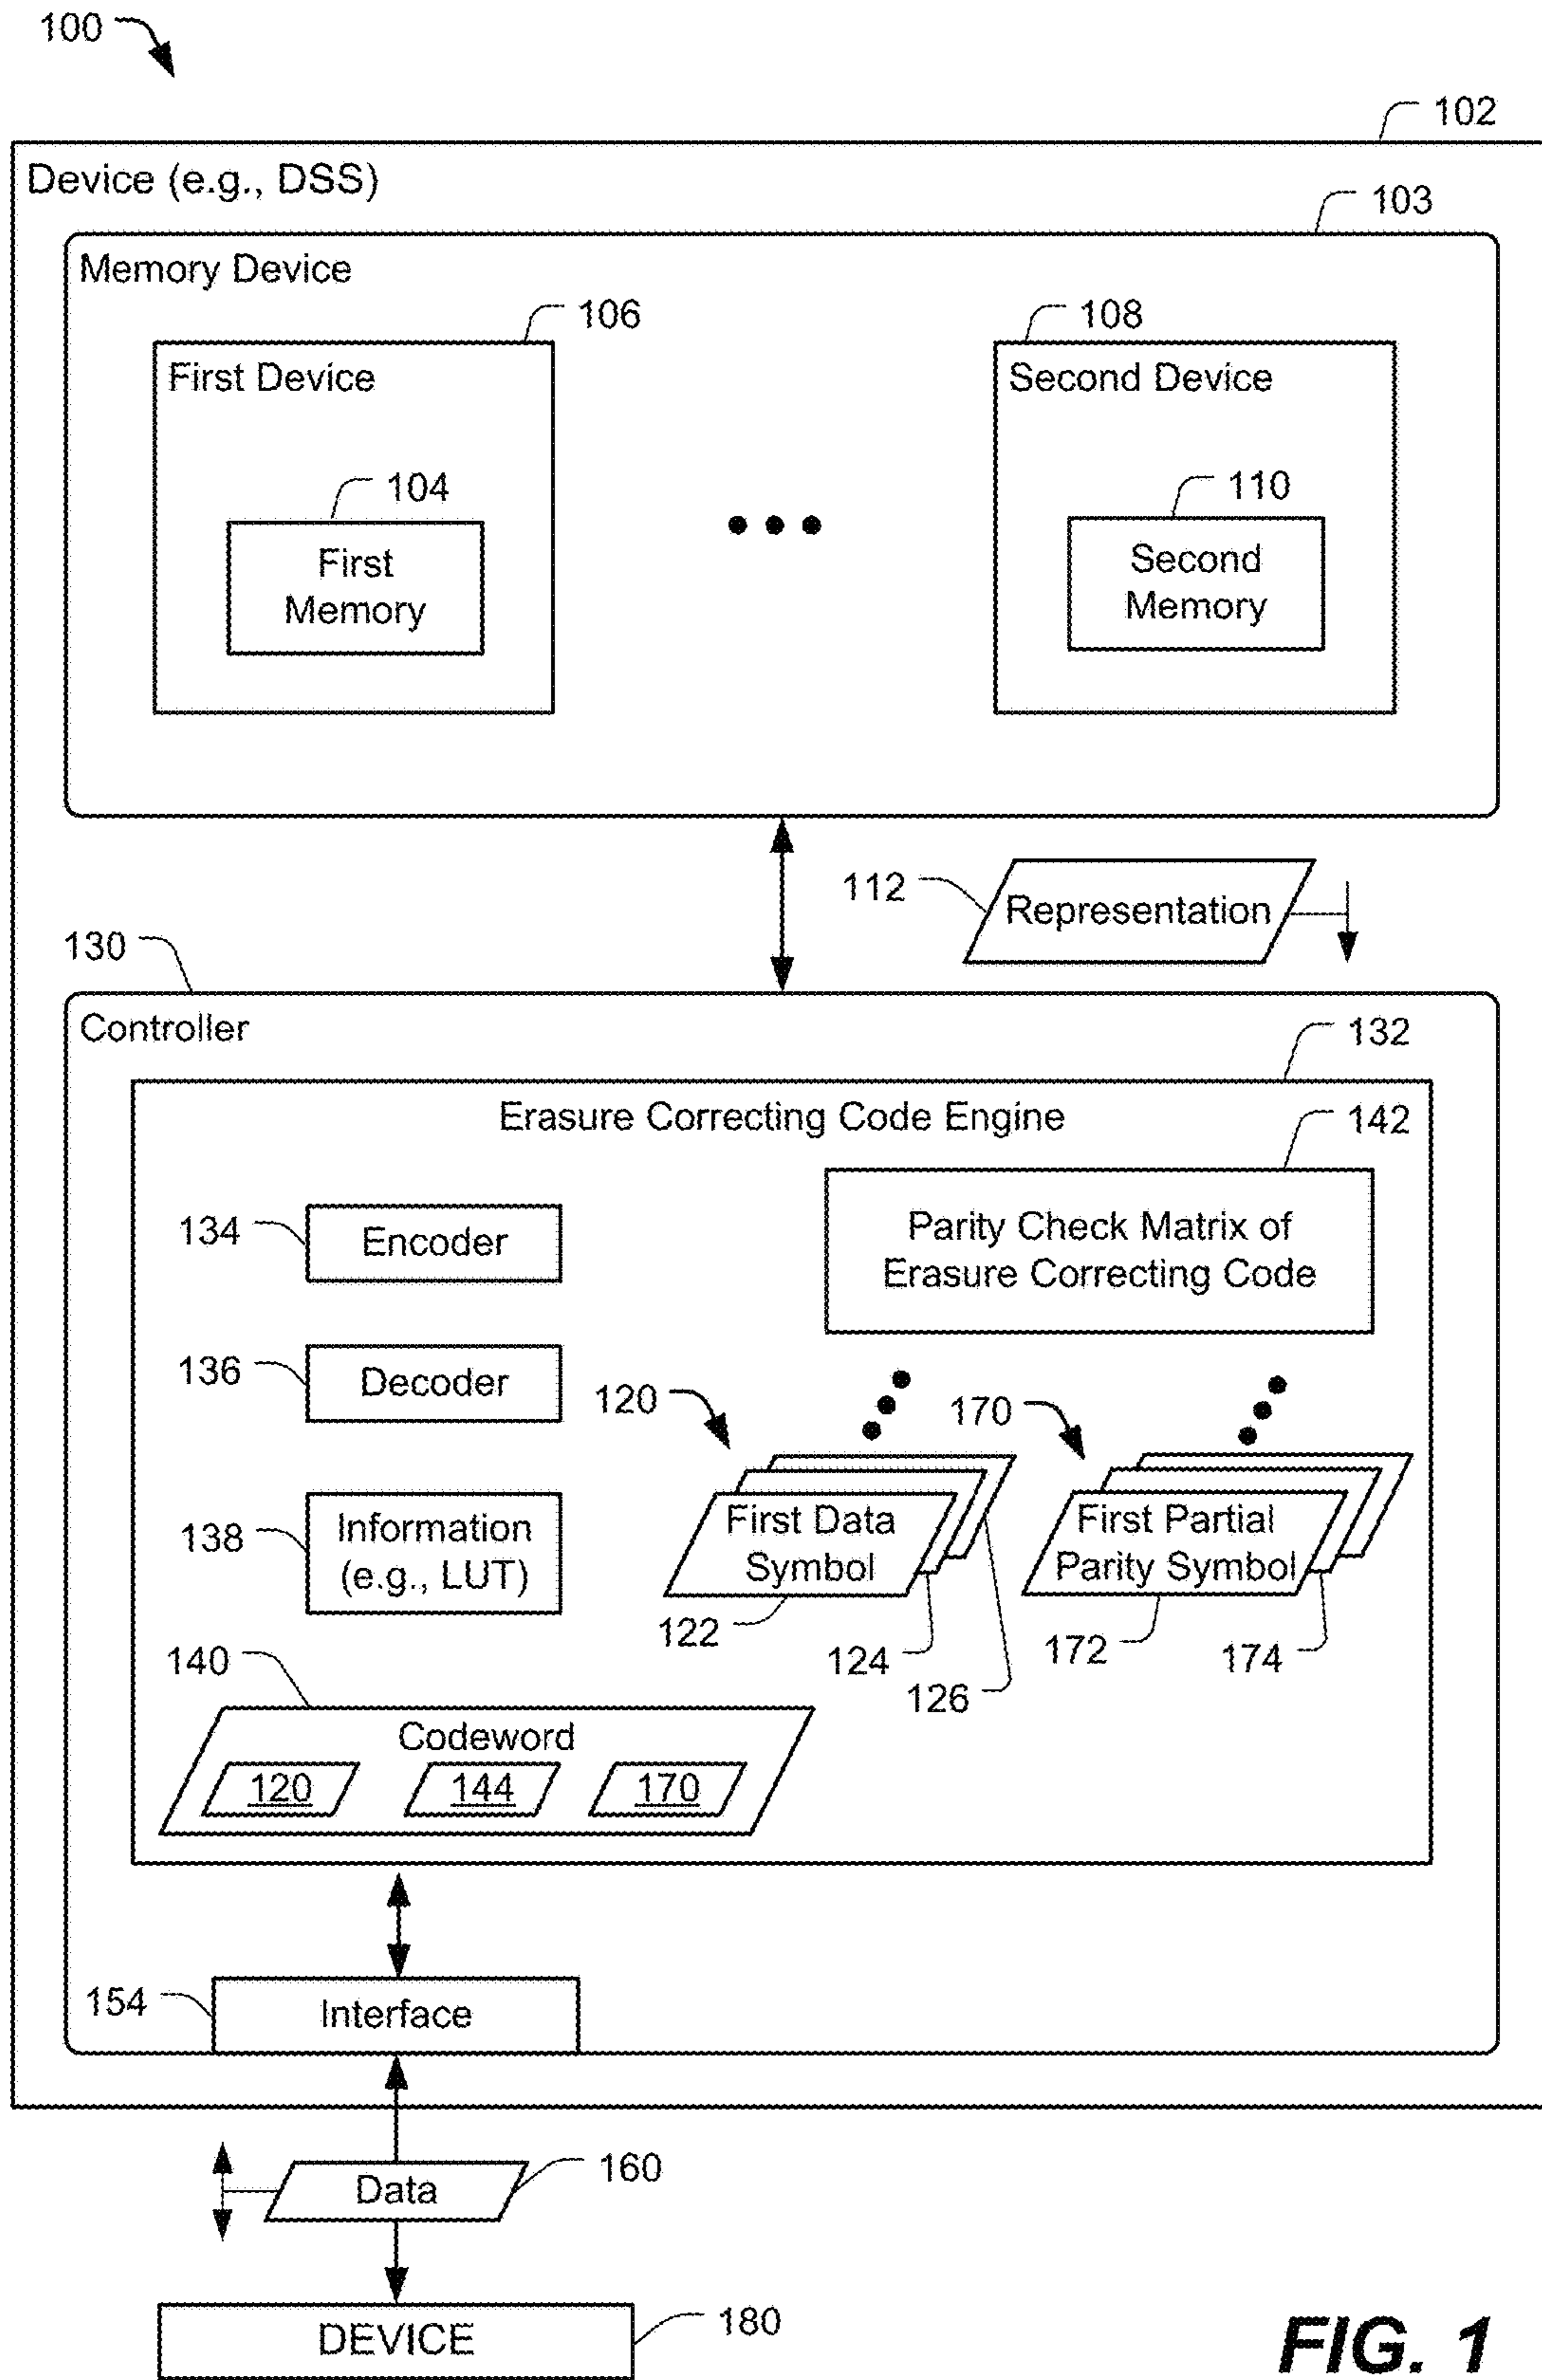 100
102
Device (e.g., DSS)
103
Memory Device
106
108
First Device
Second Device
104
110
First
Memory
Second
Memory
112
Representation
130
Controller
132
Erasure Correcting Code Engine
142
134
Encoder
Parity Check Matrix of
Erasure Correcting Code
136
Decoder
120
170
138
Information
(e.g., LUT)
First Data
Symbol
First Partial
Parity Symbol
122
124
126
172
174
140
Codeword
120
144
170
154
Interface
Data
160
DEVICE
180
FIG. 1